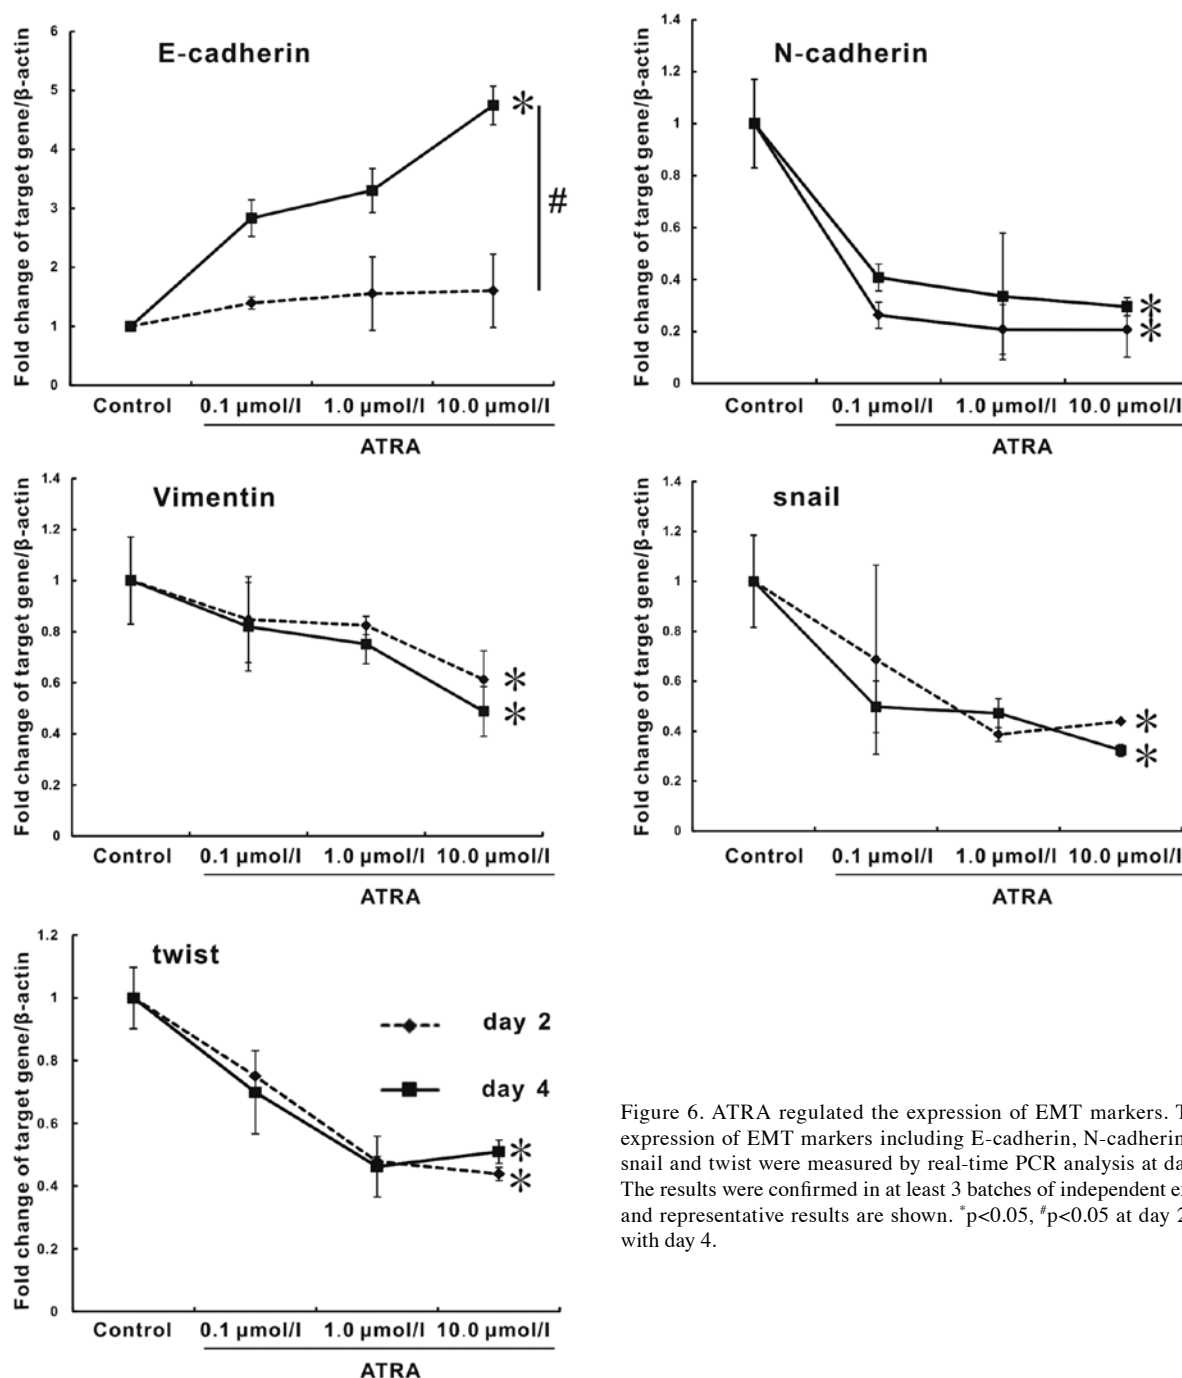 E-cadherin
Fold change of target gene/β-actin
6
5
4
3
2
1
0
*
#
Control 0.1 μmol/l 1.0 μmol/l 10.0 μmol/l
ATRA
N-cadherin
Fold change of target gene/β-actin
1.4
1.2
1
0.8
0.6
0.4
0.2
0
*
*
Control 0.1 μmol/l 1.0 μmol/l 10.0 μmol/l
ATRA
Vimentin
Fold change of target gene/β-actin
1.4
1.2
1
0.8
0.6
0.4
0.2
0
*
*
Control 0.1 μmol/l 1.0 μmol/l 10.0 μmol/l
ATRA
snail
Fold change of target gene/β-actin
1.4
1.2
1
0.8
0.6
0.4
0.2
0
*
*
Control 0.1 μmol/l 1.0 μmol/l 10.0 μmol/l
ATRA
twist
Fold change of target gene/β-actin
1.2
1
0.8
0.6
0.4
0.2
0
day 2
day 4
*
*
Control 0.1 μmol/l 1.0 μmol/l 10.0 μmol/l
ATRA
Figure 6. ATRA regulated the expression of EMT markers.
expression of EMT markers including E-cadherin, N-cadherin
snail and twist were measured by real-time PCR analysis at
The results were confirmed in at least 3 batches of independent
and representative results are shown. *p<0.05, #p<0.05 at day 2
with day 4.